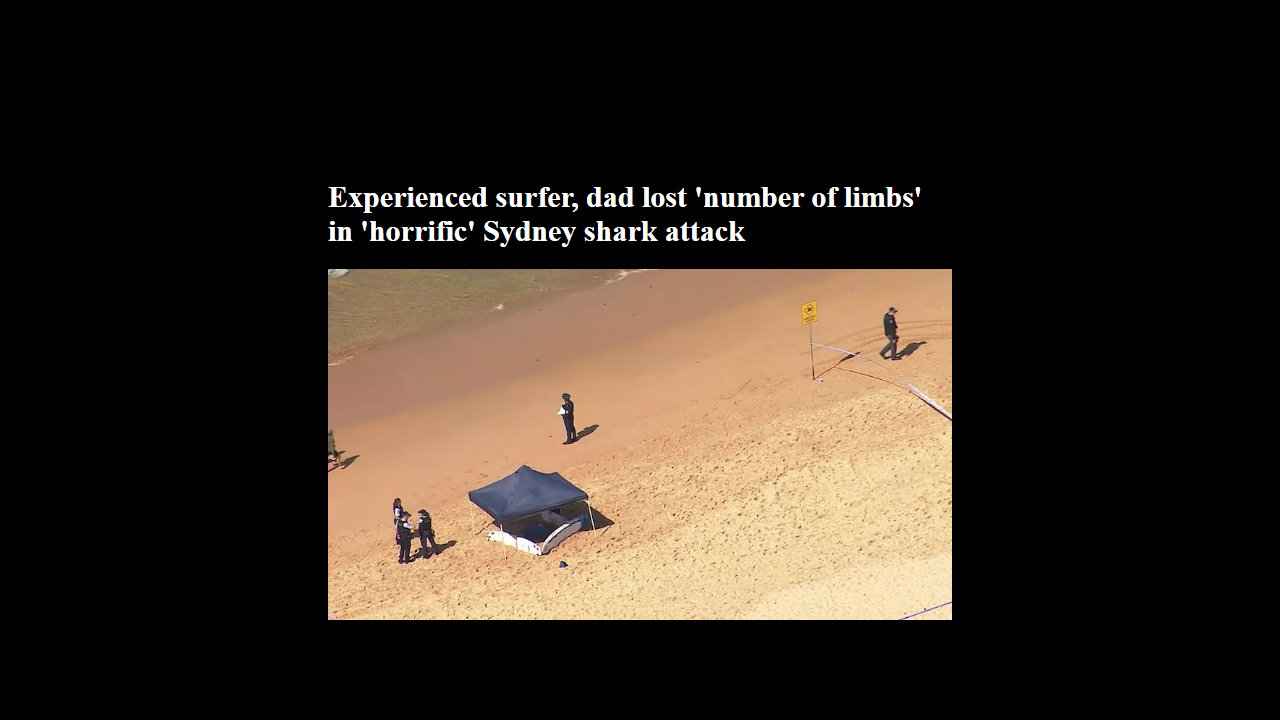 Experienced surfer, dad lost 'number of limbs'
in 'horrific' Sydney shark attack